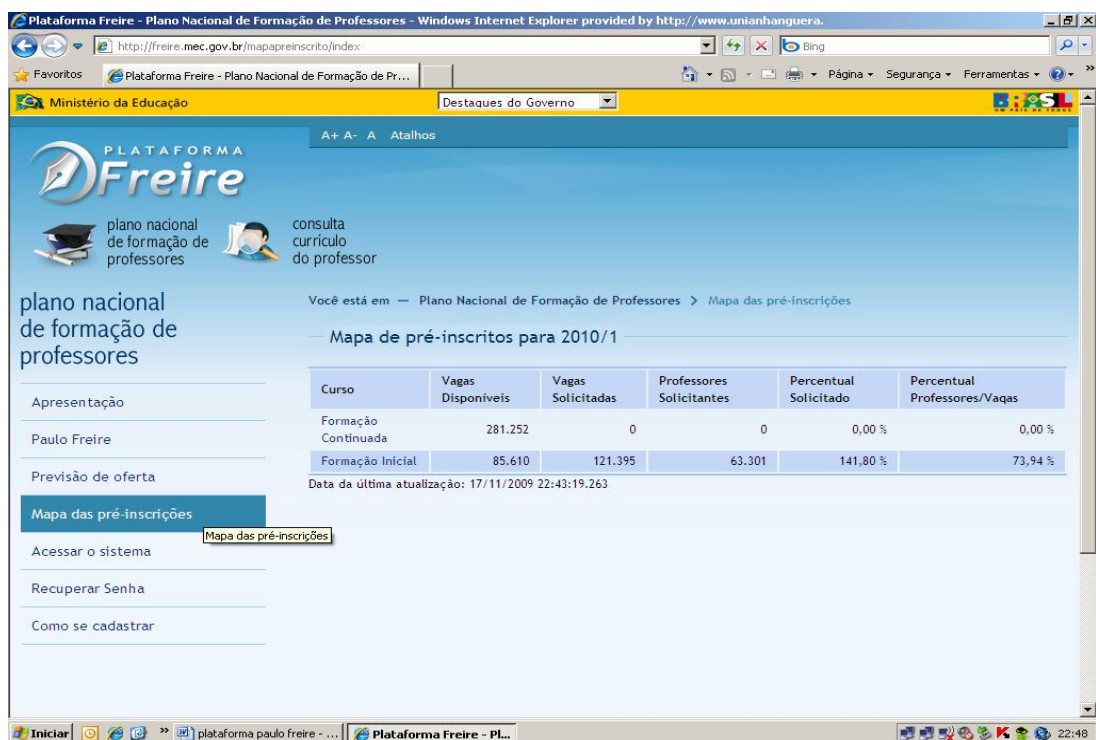 Plataforma Freire - Plano Nacional de Formação de Professores - Windows Internet Explorer provided by http://www.unianhanguera.
http://freire.mec.gov.br/mapapreinscrito/index
Bing
Favoritos
Plataforma Freire - Plano Nacional de Formação de Pr...
Página
Segurança
Ferramentas
Ministério da Educação
Destaques do Governo
BRASIL
UM PAÍS DE TODOS
A+ A- A Atalhos
PLATAFORMA
Freire
plano nacional
de formação de
professores
consulta
currículo
do professor
plano nacional
de formação de
professores
Apresentação
Paulo Freire
Previsão de oferta
Mapa das pré-inscrições
Mapa das pré-inscrições
Acessar o sistema
Recuperar Senha
Como se cadastrar
Você está em — Plano Nacional de Formação de Professores > Mapa das pré-inscrições
Mapa de pré-inscritos para 2010/1
Curso Vagas Disponíveis Vagas Solicitadas Professores Solicitantes Percentual Solicitado Percentual Professores/Vagas
Formação Continuada 281.252 0 0 0,00 % 0,00 %
Formação Inicial 85.610 121.395 63.301 141,80 % 73,94 %
Data da última atualização: 17/11/2009 22:43:19.263
Iniciar
plataforma paulo freire - ...
Plataforma Freire - Pl...
22:48